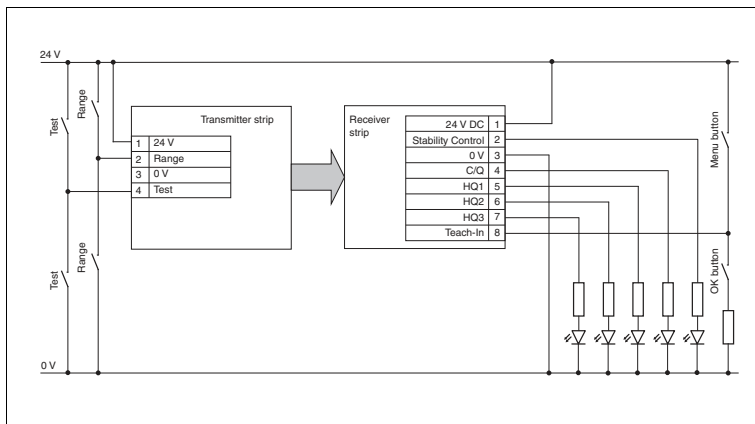 24 V
Test
Range
Transmitter strip
1 24 V
2 Range
3 0 V
4 Test
Test
Range
Receiver
strip
24 V DC 1
Stability Control 2
0 V 3
C/Q 4
HQ1 5
HQ2 6
HQ3 7
Teach-In 8
Menu button
OK button
0 V